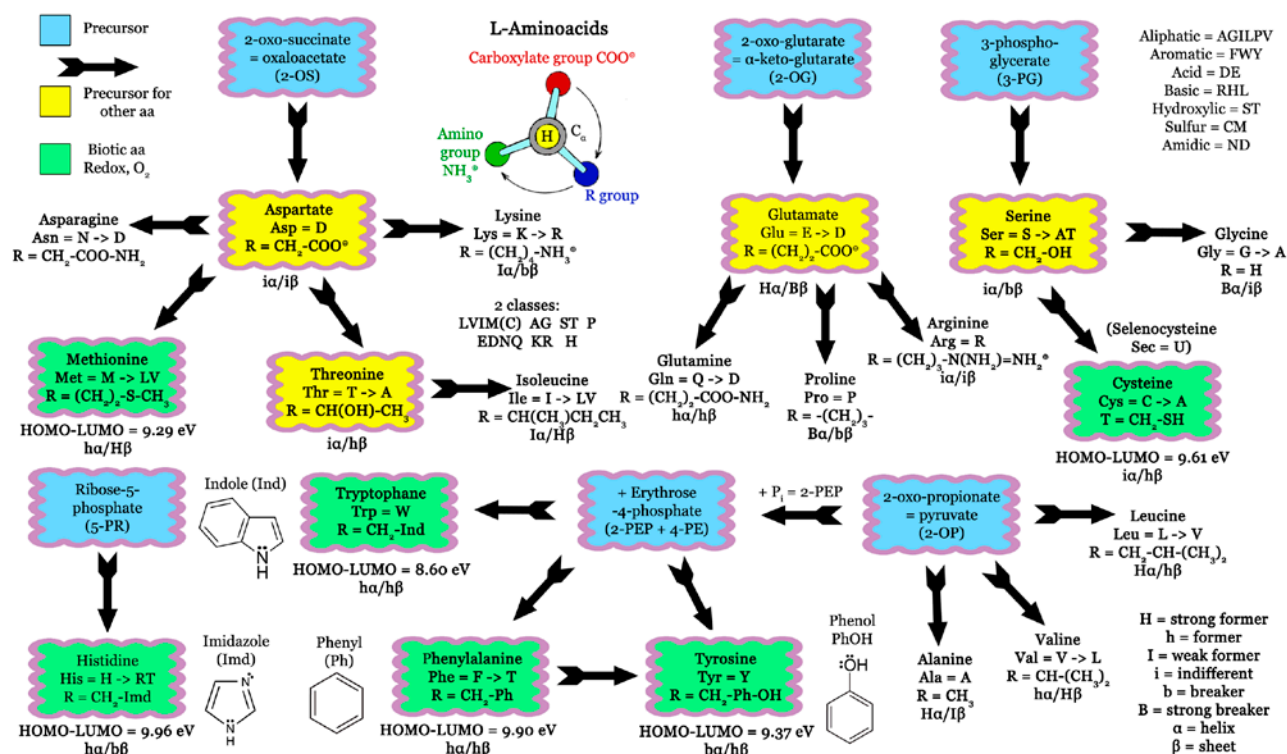 Precursor
Precursor for
other aa
Biotic aa
Redox, O₂
2-oxo-succinate
= oxaloacetate
(2-OS)
L-Aminoacids
Carboxylate group COO⊖
H
Cα
Amino
group
NH₃⊕
R group
2-oxo-glutarate
= α-keto-glutarate
(2-OG)
3-phospho-
glycerate
(3-PG)
Aliphatic = AGILPV
Aromatic = FWY
Acid = DE
Basic = RHL
Hydroxylic = ST
Sulfur = CM
Amidic = ND
Asparagine
Asn = N -> D
R = CH₂-COO-NH₂
Aspartate
Asp = D
R = CH₂-COO⊖
iα/iβ
Lysine
Lys = K -> R
R = (CH₂)₄-NH₃⊕
Iα/bβ
2 classes:
LVIM(C) AG ST P
EDNQ KR H
Glutamate
Glu = E -> D
R = (CH₂)₂-COO⊖
Hα/Bβ
Serine
Ser = S -> AT
R = CH₂-OH
iα/bβ
Glycine
Gly = G -> A
R = H
Bα/iβ
Methionine
Met = M -> LV
R = (CH₂)₂-S-CH₃
HOMO-LUMO = 9.29 eV
hα/Hβ
Threonine
Thr = T -> A
R = CH(OH)-CH₃
iα/hβ
Isoleucine
Ile = I -> LV
R = CH(CH₃)CH₂CH₃
Iα/Hβ
Glutamine
Gln = Q -> D
R = (CH₂)₂-COO-NH₂
hα/hβ
Proline
Pro = P
R = -(CH₂)₃-
Bα/bβ
Arginine
Arg = R
R = (CH₂)₃-N(NH₂)=NH₂⊕
iα/iβ
(Selenocysteine
Sec = U)
Cysteine
Cys = C -> A
T = CH₂-SH
HOMO-LUMO = 9.61 eV
iα/hβ
Ribose-5-
phosphate
(5-PR)
Indole (Ind)
N
H
Tryptophane
Trp = W
R = CH₂-Ind
HOMO-LUMO = 8.60 eV
hα/hβ
+ Erythrose
-4-phosphate
(2-PEP + 4-PE)
+ Pᵢ = 2-PEP
2-oxo-propionate
= pyruvate
(2-OP)
Leucine
Leu = L -> V
R = CH₂-CH-(CH₃)₂
Hα/hβ
Histidine
His = H -> RT
R = CH₂-Imd
HOMO-LUMO = 9.96 eV
hα/bβ
Imidazole
(Imd)
N
NH
Phenyl
(Ph)
Phenylalanine
Phe = F -> T
R = CH₂-Ph
HOMO-LUMO = 9.90 eV
hα/hβ
Tyrosine
Tyr = Y
R = CH₂-Ph-OH
HOMO-LUMO = 9.37 eV
bα/hβ
Phenol
PhOH
:ÖH
Alanine
Ala = A
R = CH₃
Hα/Iβ
Valine
Val = V -> L
R = CH-(CH₃)₂
hα/Hβ
H = strong former
h = former
I = weak former
i = indifferent
b = breaker
B = strong breaker
α = helix
β = sheet